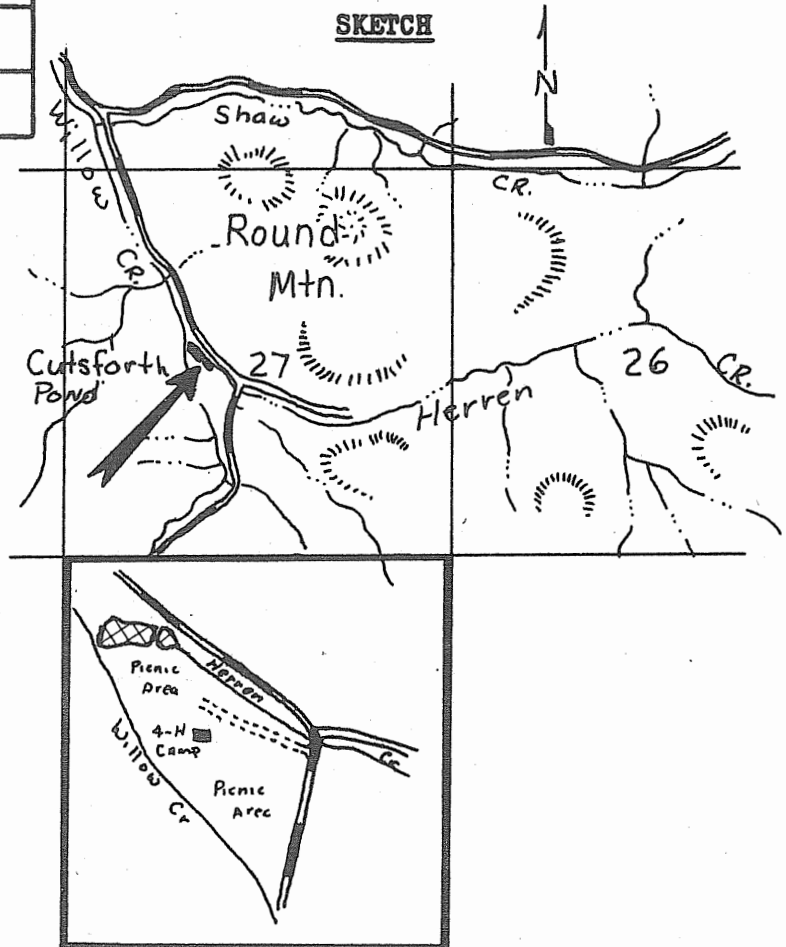 SKETCH
N
Shaw
Willow
CR.
CR.
Round
Mtn.
Cutsforth
Pond
27
26
CR.
Herren
Picnic
Area
Herren
4-H
Camp
Willow Cr
Picnic
Area
Cr